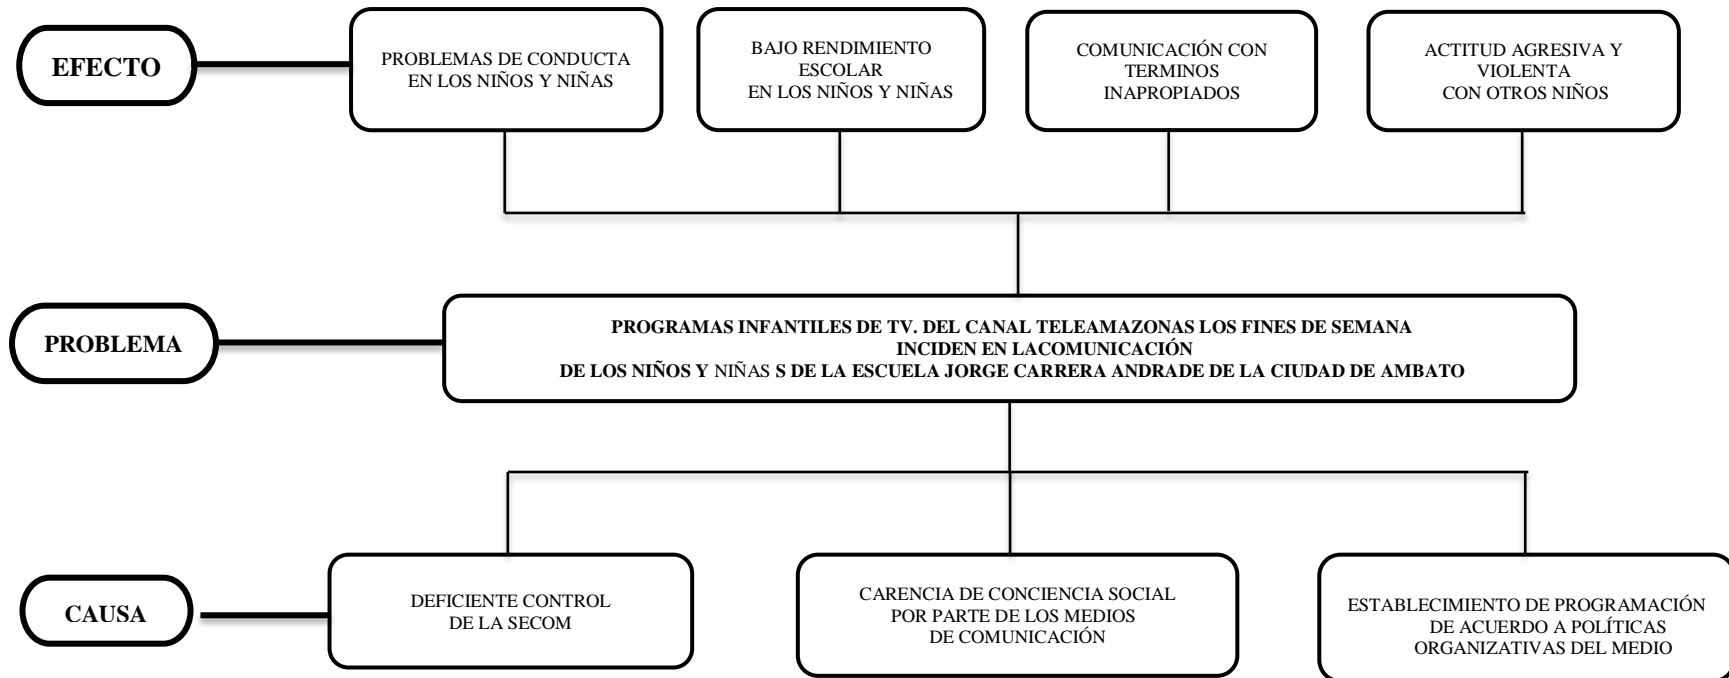 EFECTO
PROBLEMAS DE CONDUCTA
EN LOS NIÑOS Y NIÑAS
BAJO RENDIMIENTO
ESCOLAR
EN LOS NIÑOS Y NIÑAS
COMUNICACIÓN CON
TERMINOS
INAPROPIADOS
ACTITUD AGRESIVA Y
VIOLENTA
CON OTROS NIÑOS
PROBLEMA
PROGRAMAS INFANTILES DE TV. DEL CANAL TELEAMAZONAS LOS FINES DE SEMANA
INCIDEN EN LACOMUNICACIÓN
DE LOS NIÑOS Y NIÑAS S DE LA ESCUELA JORGE CARRERA ANDRADE DE LA CIUDAD DE AMBATO
CAUSA
DEFICIENTE CONTROL
DE LA SECOM
CARENCIA DE CONCIENCIA SOCIAL
POR PARTE DE LOS MEDIOS
DE COMUNICACIÓN
ESTABLECIMIENTO DE PROGRAMACIÓN
DE ACUERDO A POLÍTICAS
ORGANIZATIVAS DEL MEDIO